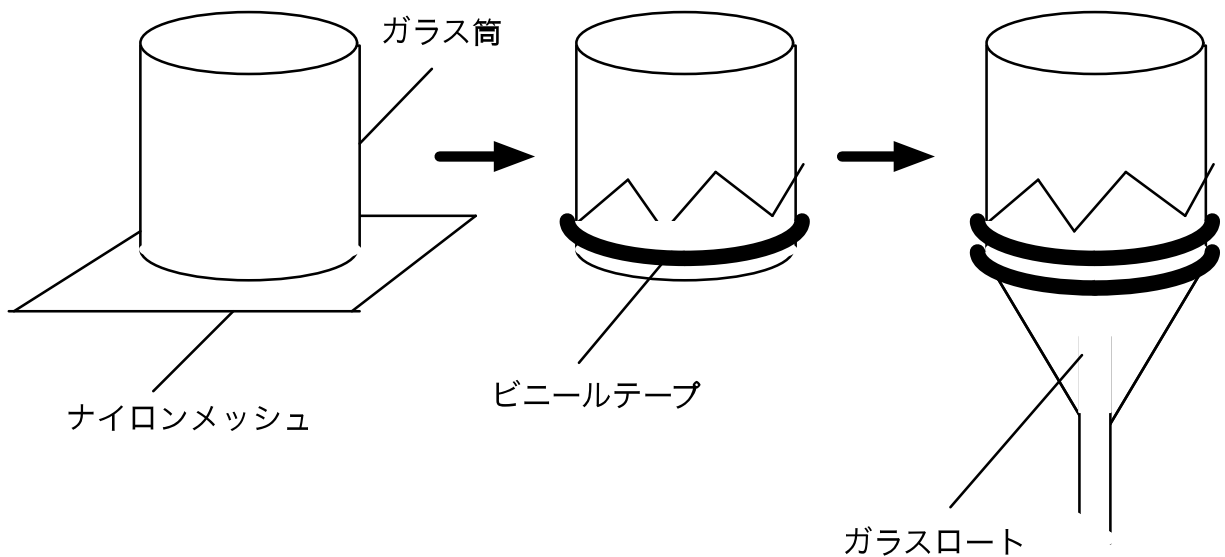 ガラス筒
ナイロンメッシュ
ビニールテープ
ガラスロート